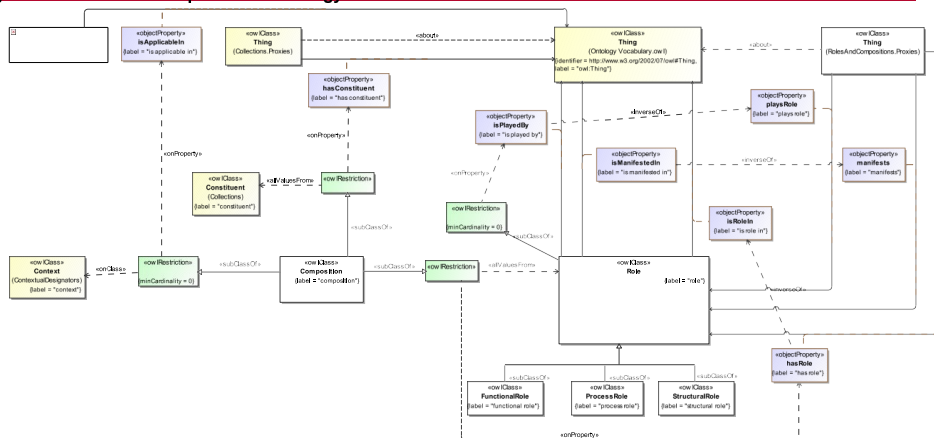 «objectProperty»
isApplicableIn
{label = "is applicable in"}
«owlClass»
Thing
(Collections.Proxies)
«about»
«owlClass»
Thing
(Ontology Vocabulary.owl)
{identifier = http://www.w3.org/2002/07/owl#Thing,
label = "owl:Thing"}
«about»
«owlClass»
Thing
(RolesAndCompositions.Proxies)
«objectProperty»
hasConstituent
{label = "has constituent"}
«objectProperty»
playsRole
{label = "plays role"}
«inverseOf»
«objectProperty»
isPlayedBy
{label = "is played by"}
«onProperty»
«onProperty»
«objectProperty»
isManifestedIn
{label = "is manifested in"}
«inverseOf»
«objectProperty»
manifests
{label = "manifests"}
«onProperty»
«owlClass»
Constituent
(Collections)
{label = "constituent"}
«allValuesFrom»
«owlRestriction»
«owlRestriction»
{minCardinality = 0}
«objectProperty»
isRoleIn
{label = "is role in"}
«subClassOf»
«subClassOf»
«owlClass»
Context
(ContextualDesignators)
{label = "context"}
«onClass»
«owlRestriction»
{minCardinality = 0}
«subClassOf»
«owlClass»
Composition
{label = "composition"}
«subClassOf»
«owlRestriction»
«allValuesFrom»
«owlClass»
Role
{label = "role"}
«inverseOf»
«objectProperty»
hasRole
{label = "has role"}
«subClassOf»
«subClassOf»
«subClassOf»
«owlClass»
FunctionalRole
{label = "functional role"}
«owlClass»
ProcessRole
{label = "process role"}
«owlClass»
StructuralRole
{label = "structural role"}
«onProperty»